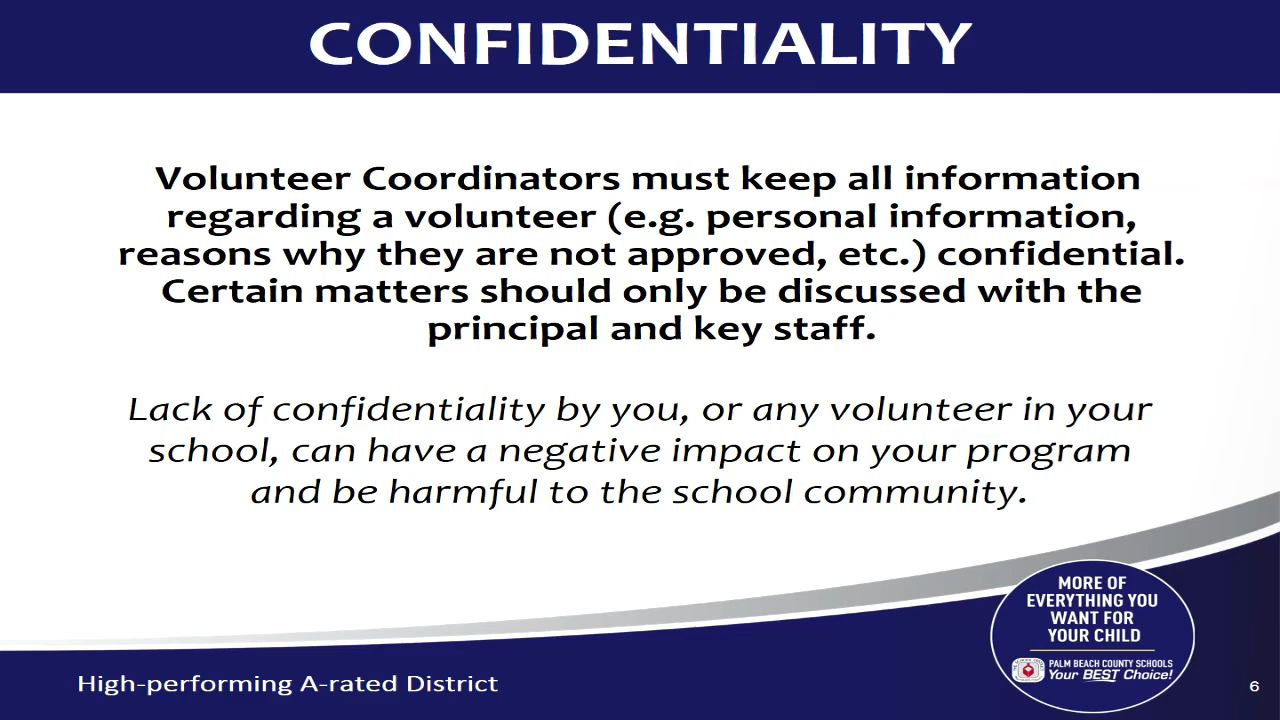 CONFIDENTIALITY
Volunteer Coordinators must keep all information
regarding a volunteer (e.g. personal information,
reasons why they are not approved, etc.) confidential.
Certain matters should only be discussed with the
principal and key staff.
Lack of confidentiality by you, or any volunteer in your
school, can have a negative impact on your program
and be harmful to the school community.
MORE OF
EVERYTHING YOU
WANT FOR
YOUR CHILD
PALM BEACH COUNTY SCHOOLS
Your BEST Choice!
High-performing A-rated District
6